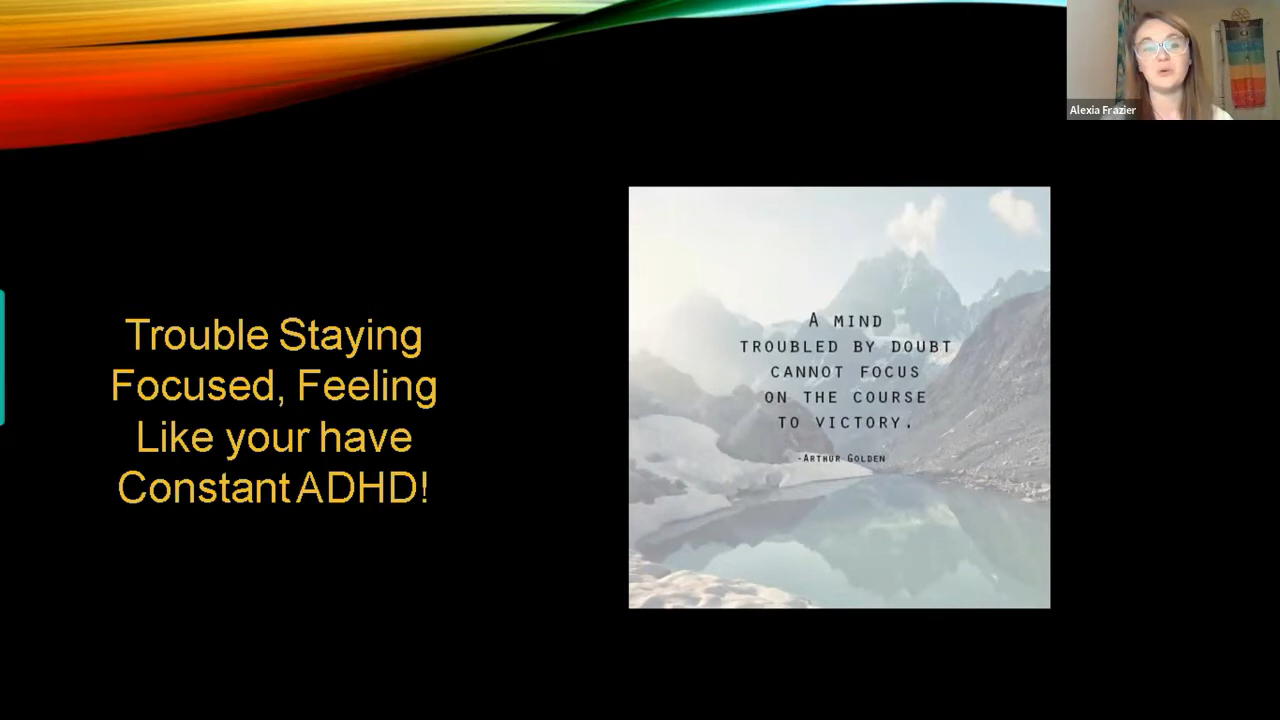 Alexia Frazier
Trouble Staying
Focused, Feeling
Like your have
Constant ADHD!
A MIND
TROUBLED BY DOUBT
CANNOT FOCUS
ON THE COURSE
TO VICTORY.
-ARTHUR GOLDEN